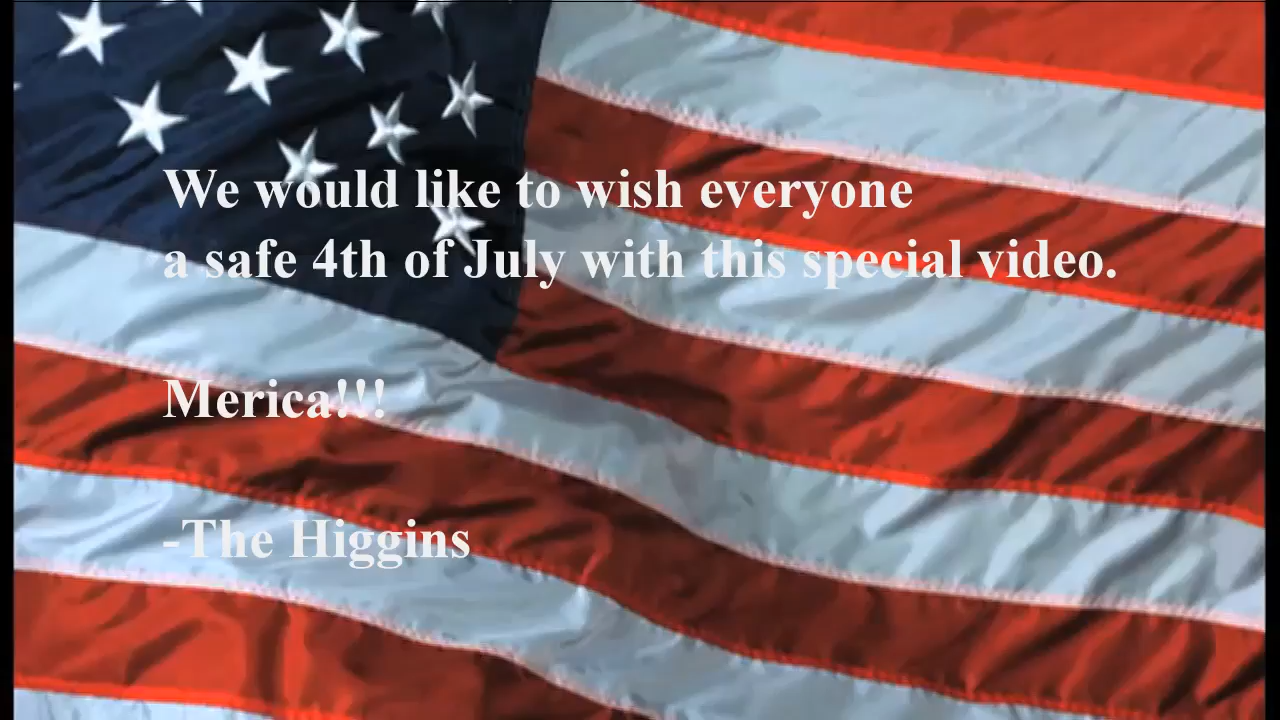 We would like to wish everyone
a safe 4th of July with this special video.
Merica!!!
-The Higgins